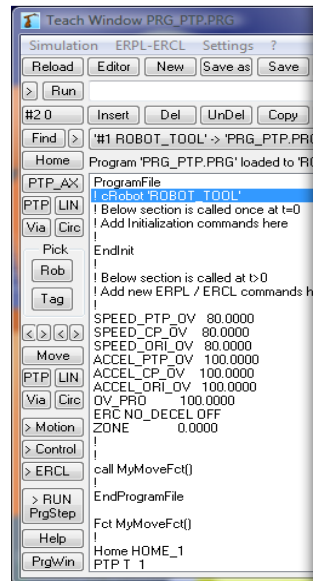 Teach Window PRG_PTP.PRG
Simulation ERPL-ERCL Settings ?
Reload Editor New Save as Save
> Run
#2 0 Insert Del UnDel Copy
Find > '#1 ROBOT_TOOL' -> 'PRG_PTP.PR
Home Program 'PRG_PTP.PRG' loaded to 'R
PTP_AX ProgramFile
! cRobot 'ROBOT_TOOL'
PTP LIN ! Below section is called once at t=0
Via Circ ! Add Initialization commands here
!
Pick EndInit
!
Rob ! Below section is called at t>0
Tag ! Add new ERPL / ERCL commands h
!
SPEED_PTP_OV 80.0000
< > < > SPEED_CP_OV 80.0000
SPEED_ORI_OV 80.0000
Move ACCEL_PTP_OV 100.0000
PTP LIN ACCEL_CP_OV 100.0000
ACCEL_ORI_OV 100.0000
Via Circ OV_PRO 100.0000
ERC NO_DECEL OFF
> Motion ZONE 0.0000
!
> Control !
> ERCL call MyMoveFct()
!
> RUN EndProgramFile
PrgStep
Fct MyMoveFct()
Help !
Home HOME_1
PrgWin PTP T_1